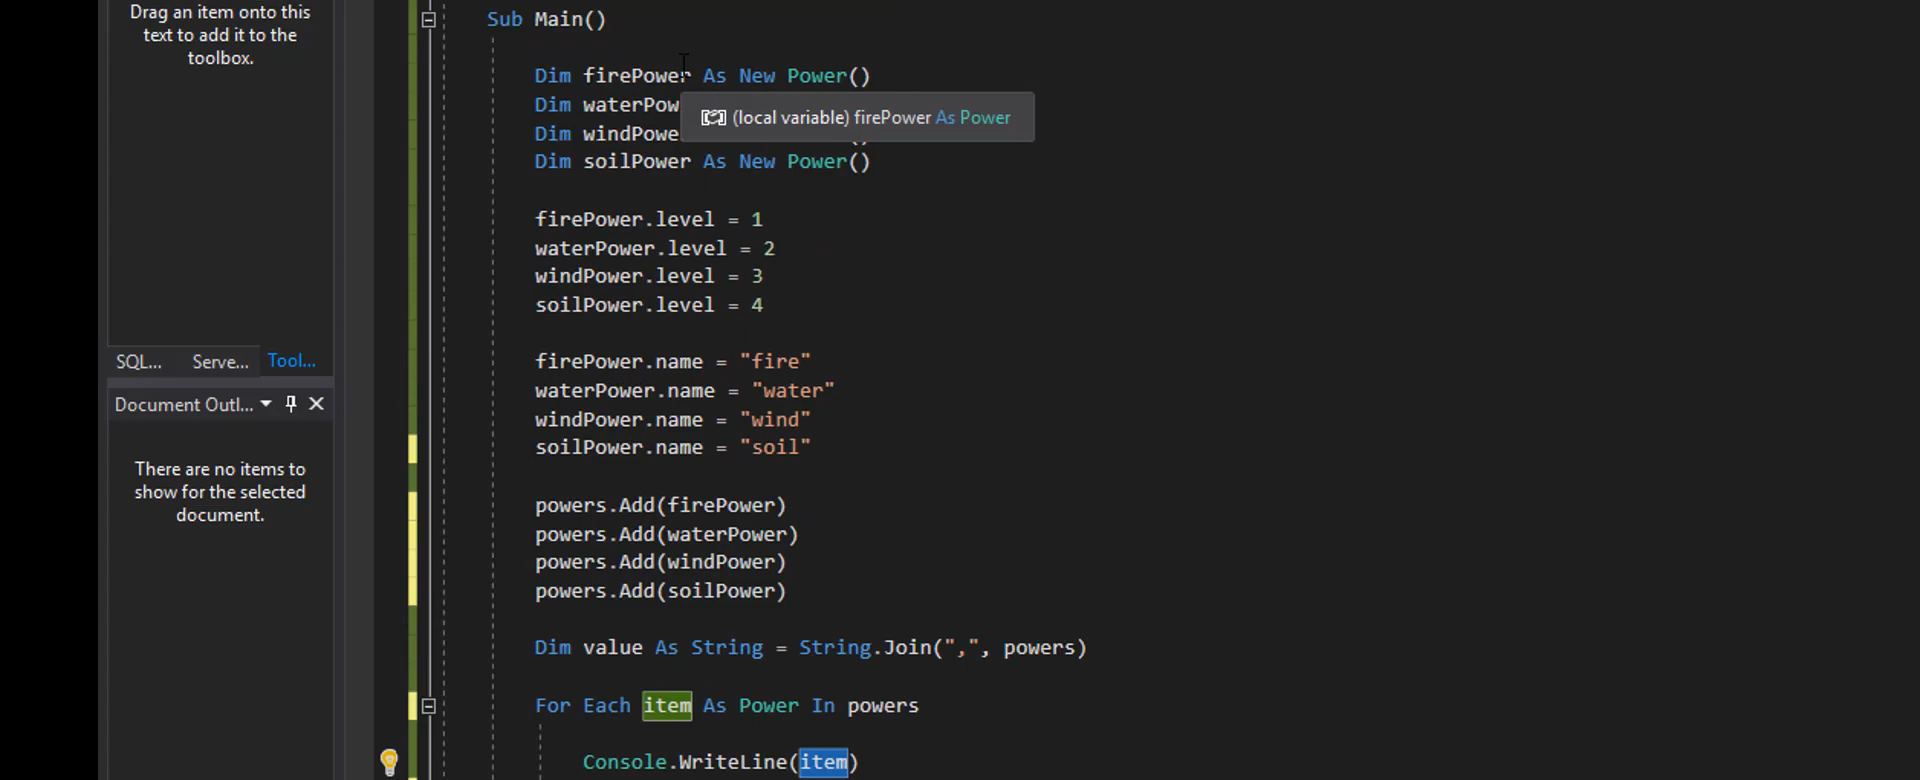 Drag an item onto this
text to add it to the
toolbox.
SQL...
Serve...
Tool...
Document Outl...
There are no items to
show for the selected
document.
Sub Main()
Dim firePower As New Power()
Dim waterPow
(local variable) firePower As Power
Dim windPowe
Dim soilPower As New Power()
firePower.level = 1
waterPower.level = 2
windPower.level = 3
soilPower.level = 4
firePower.name = "fire"
waterPower.name = "water"
windPower.name = "wind"
soilPower.name = "soil"
powers.Add(firePower)
powers.Add(waterPower)
powers.Add(windPower)
powers.Add(soilPower)
Dim value As String = String.Join(",", powers)
For Each item As Power In powers
Console.WriteLine(item)